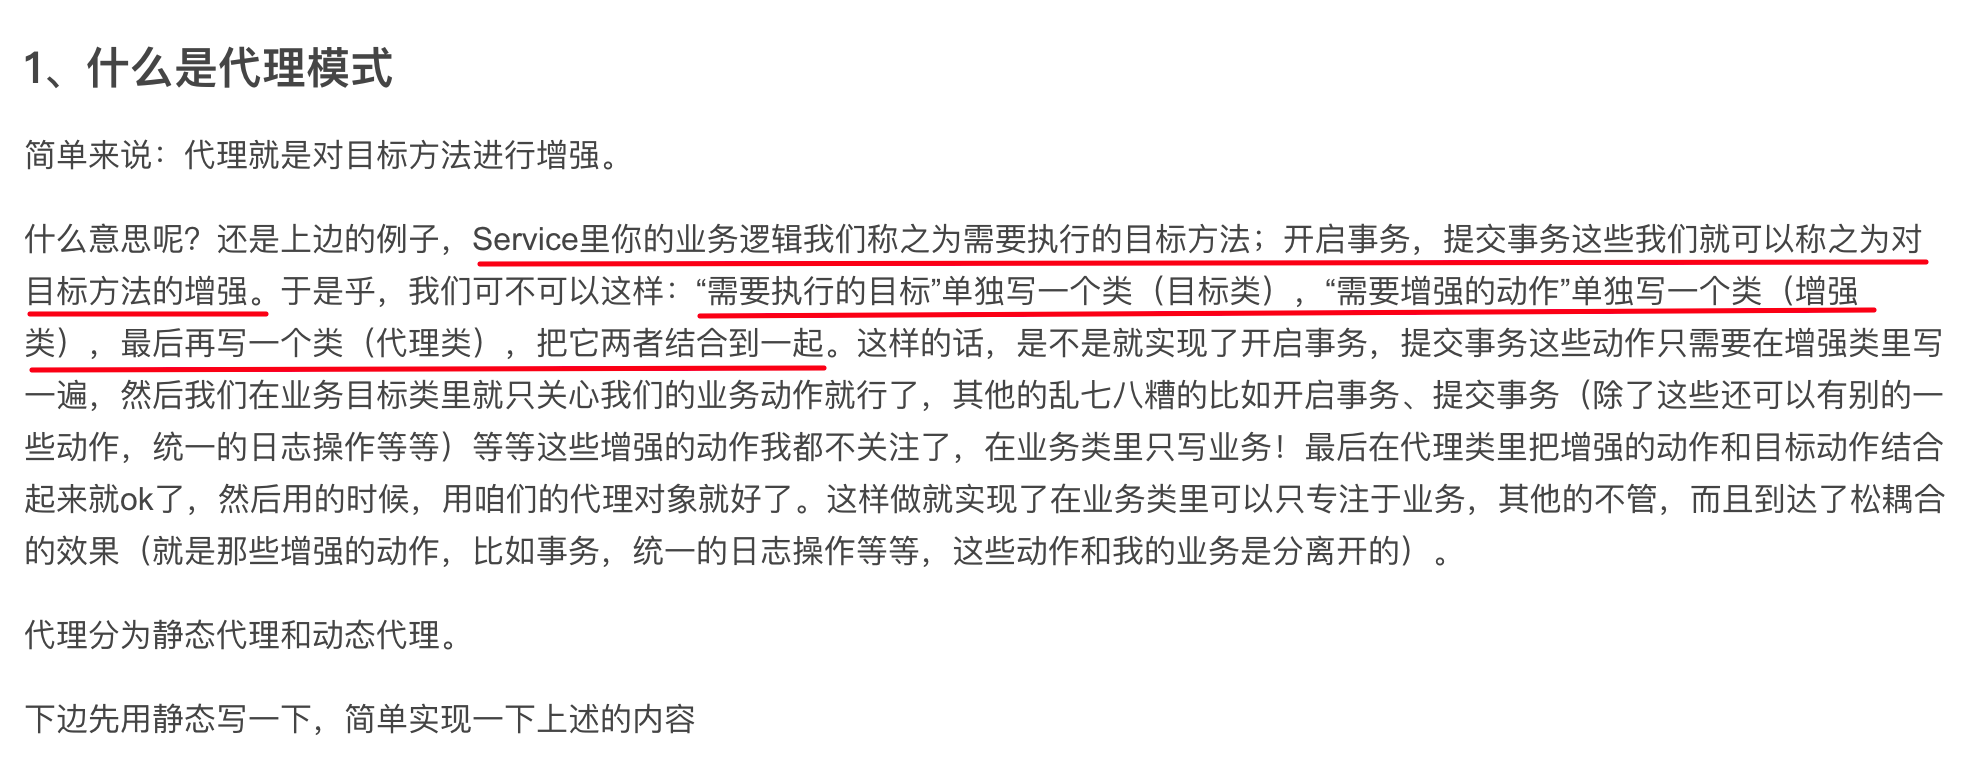 1、什么是代理模式
简单来说：代理就是对目标方法进行增强。
什么意思呢？还是上边的例子，Service里你的业务逻辑我们称之为需要执行的目标方法；开启事务，提交事务这些我们就可以称之为对
目标方法的增强。于是乎，我们可不可以这样：“需要执行的目标”单独写一个类（目标类），“需要增强的动作”单独写一个类（增强
类），最后再写一个类（代理类），把它两者结合到一起。这样的话，是不是就实现了开启事务，提交事务这些动作只需要在增强类里写
一遍，然后我们在业务目标类里就只关心我们的业务动作就行了，其他的乱七八糟的比如开启事务、提交事务（除了这些还可以有别的一
些动作，统一的日志操作等等）等等这些增强的动作我都不关注了，在业务类里只写业务！最后在代理类里把增强的动作和目标动作结合
起来就ok了，然后用的时候，用咱们的代理对象就好了。这样做就实现了在业务类里可以只专注于业务，其他的不管，而且到达了松耦合
的效果（就是那些增强的动作，比如事务，统一的日志操作等等，这些动作和我的业务是分离开的）。
代理分为静态代理和动态代理。
下边先用静态写一下，简单实现一下上述的内容